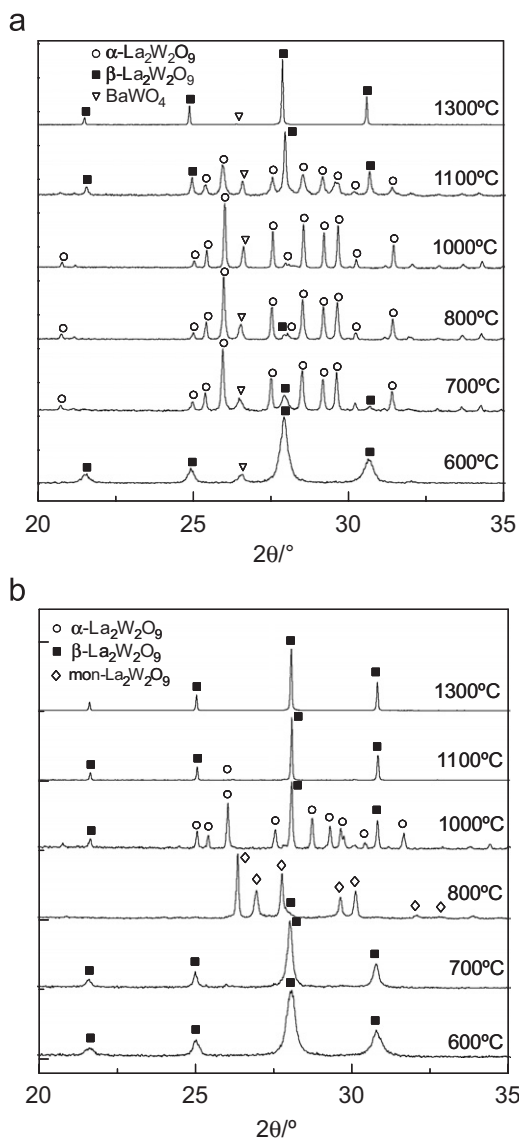 a
○ α-La₂W₂O₉
■ β-La₂W₂O₉
▽ BaWO₄
1300ºC
1100ºC
1000ºC
800ºC
700ºC
600ºC
20 25 30 35
2θ/°
b
○ α-La₂W₂O₉
■ β-La₂W₂O₉
◇ mon-La₂W₂O₉
1300ºC
1100ºC
1000ºC
800ºC
700ºC
600ºC
20 25 30 35
2θ/º